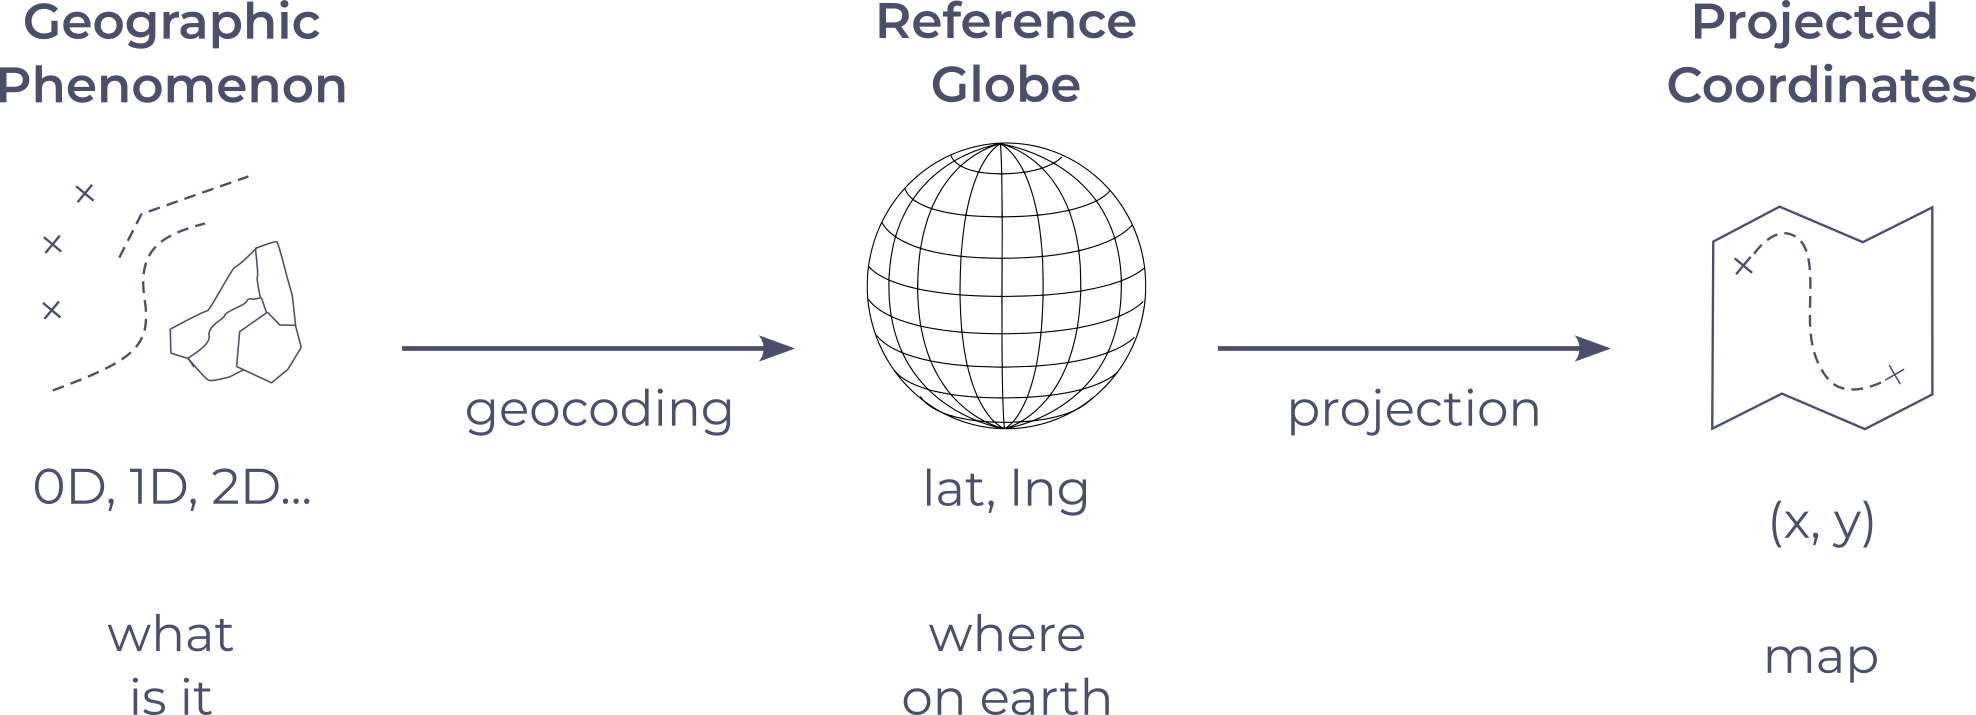 Geographic
Phenomenon
0D, 1D, 2D...
what
is it
geocoding
Reference
Globe
lat, lng
where
on earth
projection
Projected
Coordinates
(x, y)
map